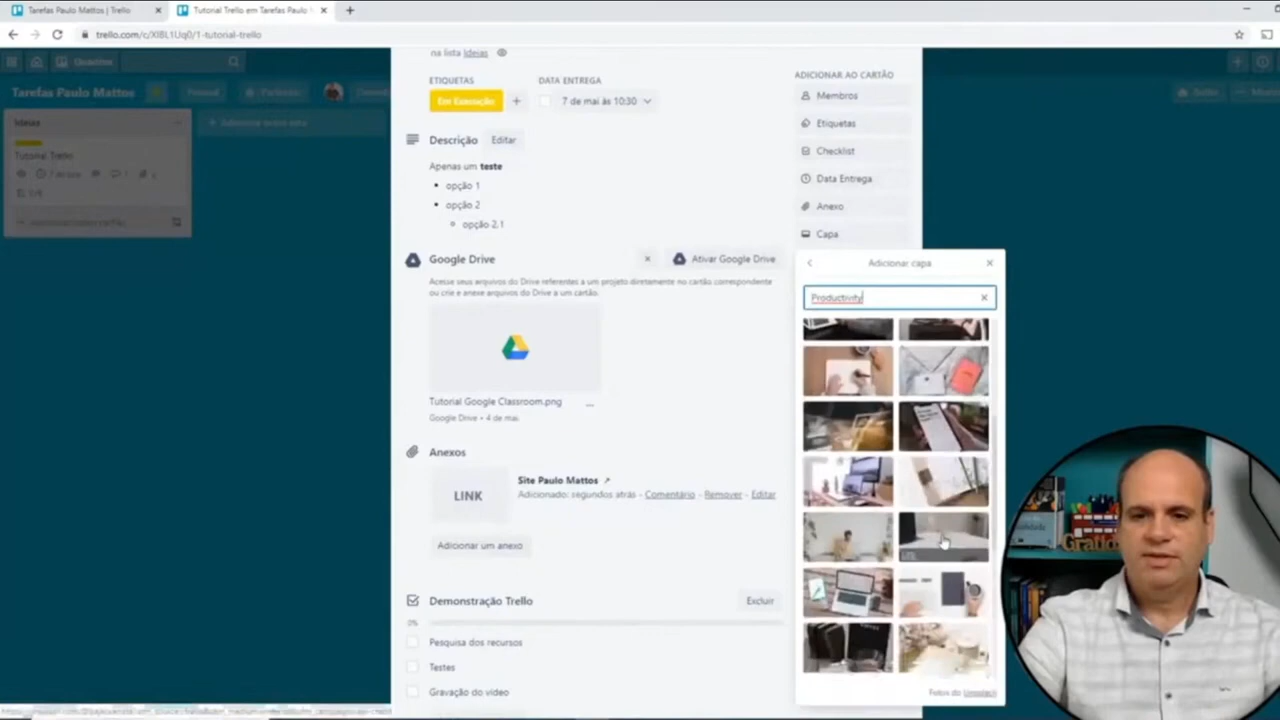 Tarefas Paulo Mattos | Trello
Tutorial Trello em Tarefas Paulo M
trello.com/c/XIBL1Uq0/1-tutorial-trello
Quadros
Tarefas Paulo Mattos
Ideias
Tutorial Trello
na lista Ideias
ETIQUETAS
DATA ENTREGA
Em Execução
7 de mai às 10:30
Descrição
Editar
Apenas um teste
opção 1
opção 2
opção 2.1
Google Drive
Ativar Google Drive
Acesse seus arquivos do Drive referentes a um projeto diretamente no cartão correspondente
ou crie e anexe arquivos do Drive a um cartão.
Tutorial Google Classroom.png
...
Google Drive • 4 de mai.
Anexos
LINK
Site Paulo Mattos ↗
Adicionado: segundos atrás - Comentário - Remover - Editar
Adicionar um anexo
Demonstração Trello
Excluir
0%
Pesquisa dos recursos
Testes
Gravação do vídeo
ADICIONAR AO CARTÃO
Membros
Etiquetas
Checklist
Data Entrega
Anexo
Capa
Adicionar capa
Productivity
Fotos do Unsplash